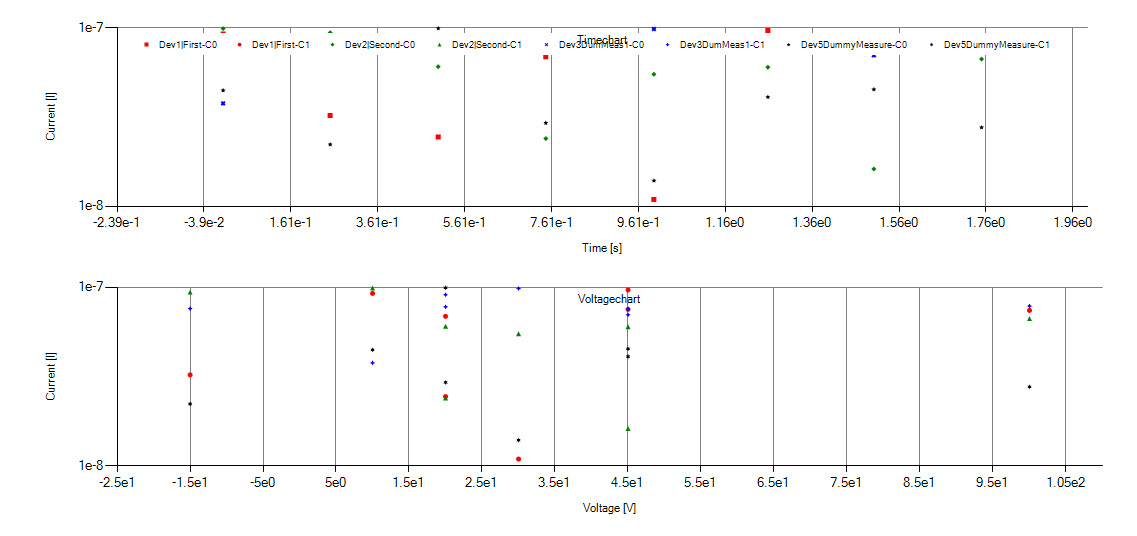 1e-7
Timechart
Dev1|First-C0 Dev1|First-C1 Dev2|Second-C0 Dev2|Second-C1 Dev3DumMeas1-C0 Dev3DumMeas1-C1 Dev5DummyMeasure-C0 Dev5DummyMeasure-C1
Current [I]
1e-8
-2.39e-1 -3.9e-2 1.61e-1 3.61e-1 5.61e-1 7.61e-1 9.61e-1 1.16e0 1.36e0 1.56e0 1.76e0 1.96e0
Time [s]
1e-7
Voltagechart
Current [I]
1e-8
-2.5e1 -1.5e1 -5e0 5e0 1.5e1 2.5e1 3.5e1 4.5e1 5.5e1 6.5e1 7.5e1 8.5e1 9.5e1 1.05e2
Voltage [V]